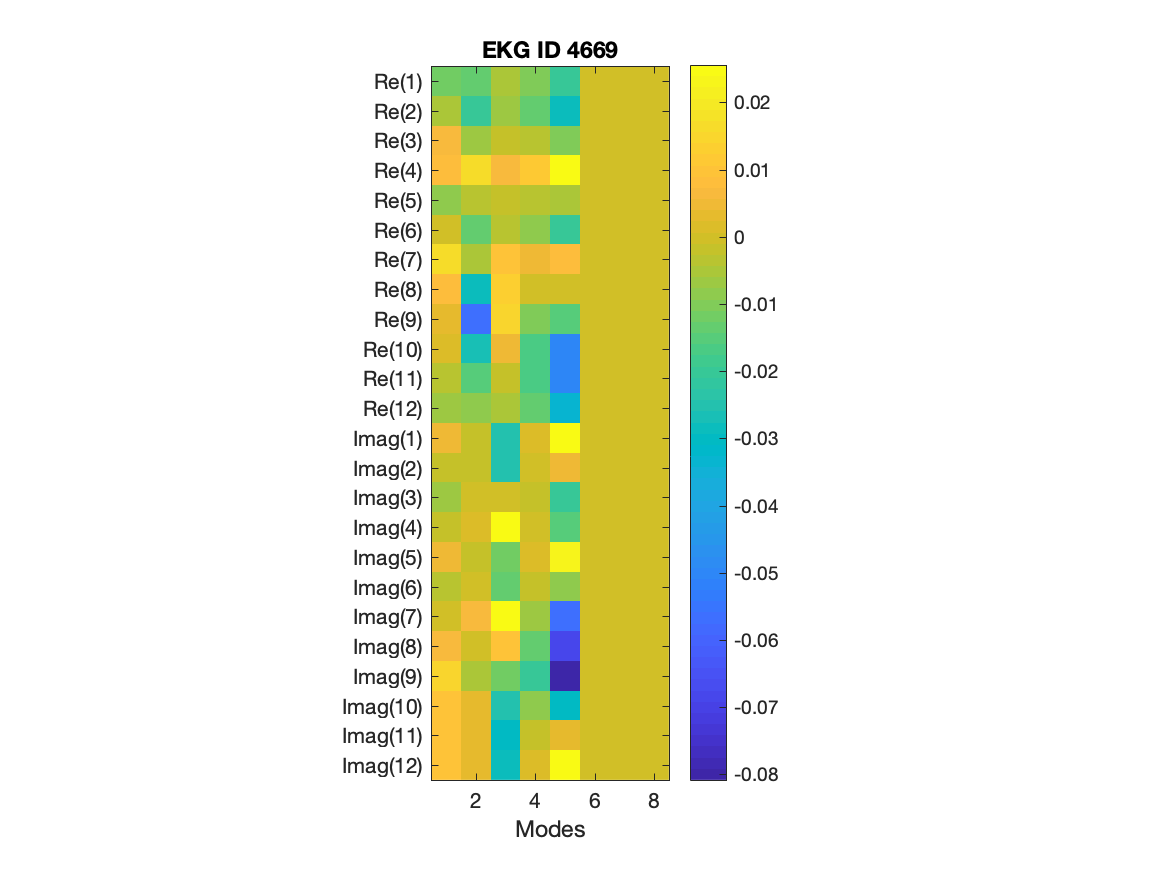 EKG ID 4669
Re(1)
Re(2)
Re(3)
Re(4)
Re(5)
Re(6)
Re(7)
Re(8)
Re(9)
Re(10)
Re(11)
Re(12)
Imag(1)
Imag(2)
Imag(3)
Imag(4)
Imag(5)
Imag(6)
Imag(7)
Imag(8)
Imag(9)
Imag(10)
Imag(11)
Imag(12)
2 4 6 8
Modes
0.02
0.01
0
-0.01
-0.02
-0.03
-0.04
-0.05
-0.06
-0.07
-0.08